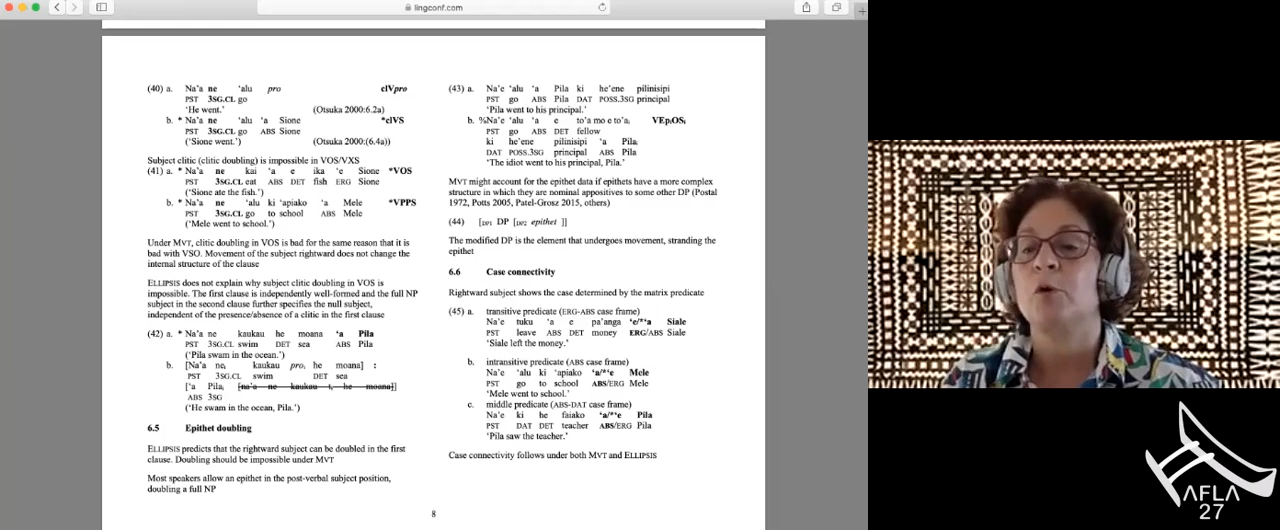 lingconf.com
(40) a. Na'a ne 'alu pro clVpro
PST 3SG.CL go
'He went.' (Otsuka 2000:6.2a)
b. * Na'a ne 'alu 'a Sione *clVS
PST 3SG.CL go ABS Sione
('Sione went.') (Otsuka 2000:(6.4a))
Subject clitic (clitic doubling) is impossible in VOS/VXS
(41) a. * Na'a ne kai 'a e ika 'e Sione *VOS
PST 3SG.CL eat ABS DET fish ERG Sione
('Sione ate the fish.')
b. * Na'a ne 'alu ki 'apiako 'a Mele *VPPS
PST 3SG.CL go to school ABS Mele
('Mele went to school.')
Under MVT, clitic doubling in VOS is bad for the same reason that it is
bad with VSO. Movement of the subject rightward does not change the
internal structure of the clause
ELLIPSIS does not explain why subject clitic doubling in VOS is
impossible. The first clause is independently well-formed and the full NP
subject in the second clause further specifies the null subject,
independent of the presence/absence of a clitic in the first clause
(42) a. * Na'a ne kaukau he moana 'a Pila
PST 3SG.CL swim DET sea ABS Pila
('Pila swam in the ocean.')
b. [Na'a neᵢ kaukau proᵢ he moana] :
PST 3SG.CL swim DET sea
['a Pilaᵢ [na'a ne kaukau tᵢ he moana]]
ABS 3SG
('He swam in the ocean, Pila.')
6.5 Epithet doubling
ELLIPSIS predicts that the rightward subject can be doubled in the first
clause. Doubling should be impossible under MVT
Most speakers allow an epithet in the post-verbal subject position,
doubling a full NP
(43) a. Na'e 'alu 'a Pila ki he'ene pilinisipi
PST go ABS Pila DAT POSS.3SG principal
'Pila went to his principal.'
b. %Na'e 'alu 'a e to'a mo e to'aᵢ VEpᵢOSᵢ
PST go ABS DET fellow
ki he'ene pilinisipi 'a Pilaᵢ
DAT POSS.3SG principal ABS Pila
'The idiot went to his principal, Pila.'
MVT might account for the epithet data if epithets have a more complex
structure in which they are nominal appositives to some other DP (Postal
1972, Potts 2005, Patel-Grosz 2015, others)
(44) [DP1 DP [DP2 epithet ]]
The modified DP is the element that undergoes movement, stranding the
epithet
6.6 Case connectivity
Rightward subject shows the case determined by the matrix predicate
(45) a. transitive predicate (ERG-ABS case frame)
Na'e tuku 'a e pa'anga 'e/*'a Siale
PST leave ABS DET money ERG/ABS Siale
'Siale left the money.'
b. intransitive predicate (ABS case frame)
Na'e 'alu ki 'apiako 'a/*'e Mele
PST go to school ABS/ERG Mele
'Mele went to school.'
c. middle predicate (ABS-DAT case frame)
Na'e ki he faiako 'a/*'e Pila
PST DAT DET teacher ABS/ERG Pila
'Pila saw the teacher.'
Case connectivity follows under both MVT and ELLIPSIS
8
AFLA
27